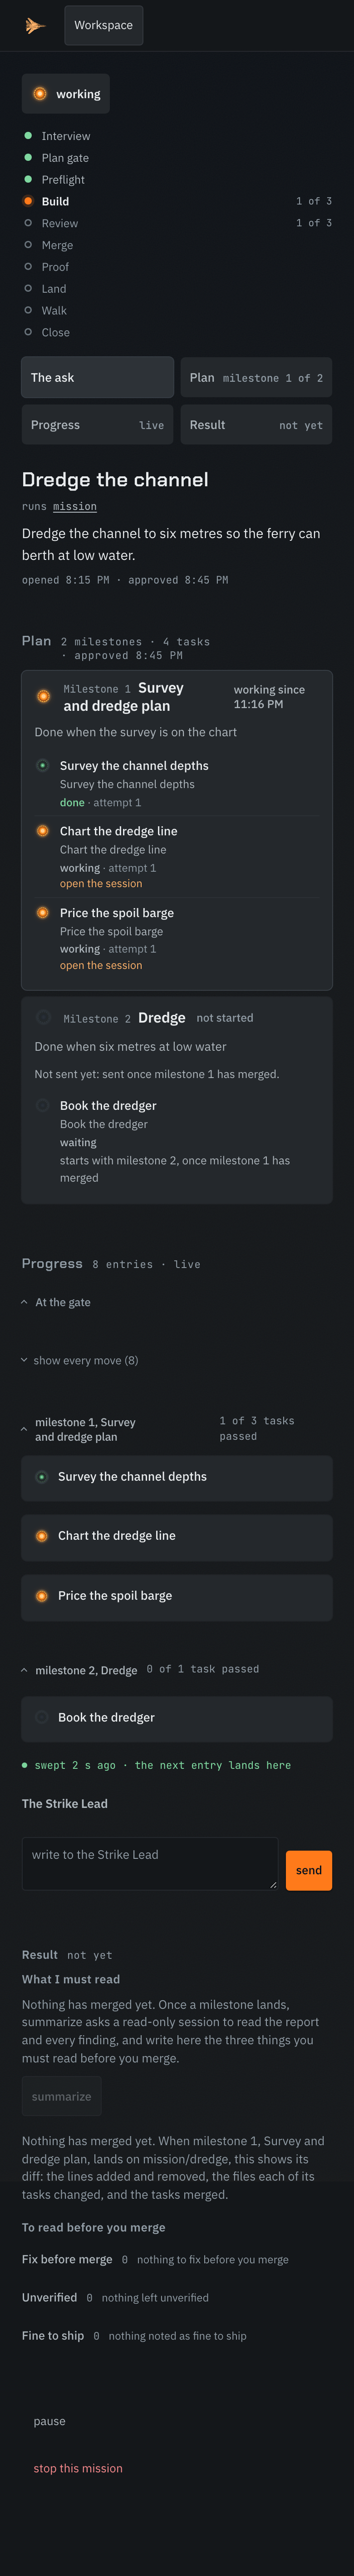 Workspace
working
Interview
Plan gate
Preflight
Build 1 of 3
Review 1 of 3
Merge
Proof
Land
Walk
Close
The ask
Plan milestone 1 of 2
Progress live
Result not yet
Dredge the channel
runs mission
Dredge the channel to six metres so the ferry can
berth at low water.
opened 8:15 PM · approved 8:45 PM
Plan 2 milestones · 4 tasks
· approved 8:45 PM
Milestone 1 Survey
and dredge plan
working since
11:16 PM
Done when the survey is on the chart
Survey the channel depths
Survey the channel depths
done · attempt 1
Chart the dredge line
Chart the dredge line
working · attempt 1
open the session
Price the spoil barge
Price the spoil barge
working · attempt 1
open the session
Milestone 2 Dredge not started
Done when six metres at low water
Not sent yet: sent once milestone 1 has merged.
Book the dredger
Book the dredger
waiting
starts with milestone 2, once milestone 1 has
merged
Progress 8 entries · live
At the gate
show every move (8)
milestone 1, Survey
and dredge plan
1 of 3 tasks
passed
Survey the channel depths
Chart the dredge line
Price the spoil barge
milestone 2, Dredge 0 of 1 task passed
Book the dredger
swept 2 s ago · the next entry lands here
The Strike Lead
write to the Strike Lead
send
Result not yet
What I must read
Nothing has merged yet. Once a milestone lands,
summarize asks a read-only session to read the report
and every finding, and write here the three things you
must read before you merge.
summarize
Nothing has merged yet. When milestone 1, Survey and
dredge plan, lands on mission/dredge, this shows its
diff: the lines added and removed, the files each of its
tasks changed, and the tasks merged.
To read before you merge
Fix before merge 0 nothing to fix before you merge
Unverified 0 nothing left unverified
Fine to ship 0 nothing noted as fine to ship
pause
stop this mission